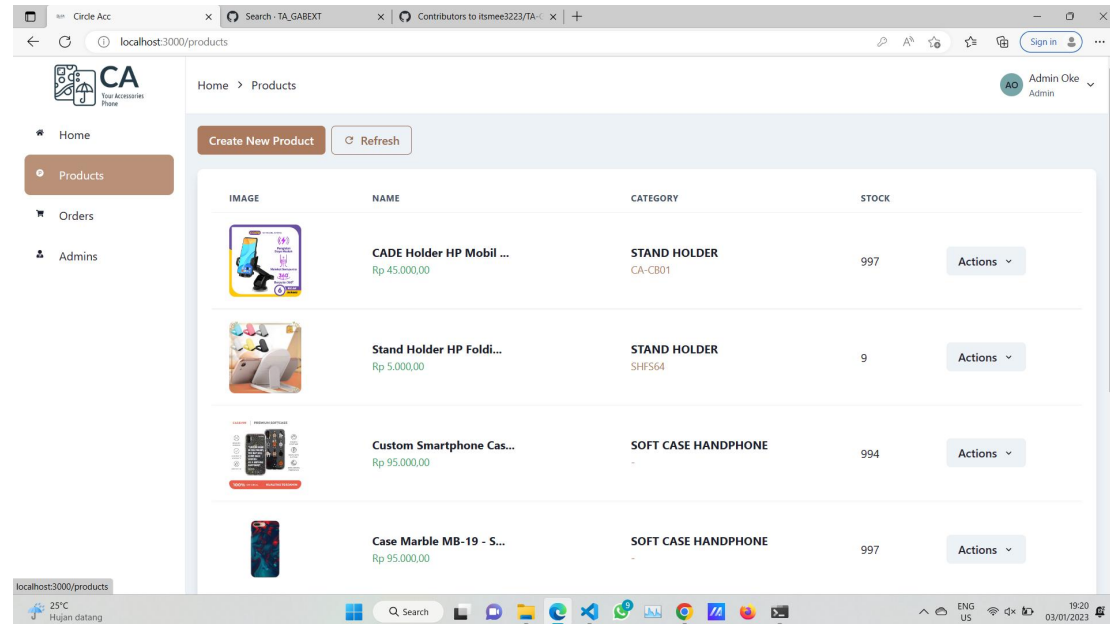 Circle Acc
Search · TA_GABEXT
Contributors to itsmee3223/TA-
localhost:3000/products
Sign in
CA
Your Accessories
Phone
Home > Products
AO
Admin Oke
Admin
Home
Products
Orders
Admins
Create New Product
Refresh
IMAGE NAME CATEGORY STOCK
CADE Holder HP Mobil ...
Rp 45.000,00
STAND HOLDER
CA-CB01
997
Actions
360
Stand Holder HP Foldi...
Rp 5.000,00
STAND HOLDER
SHFS64
9
Actions
Custom Smartphone Cas...
Rp 95.000,00
SOFT CASE HANDPHONE
-
994
Actions
100%
Case Marble MB-19 - S...
Rp 95.000,00
SOFT CASE HANDPHONE
-
997
Actions
localhost:3000/products
25°C
Hujan datang
Search
9
ENG
US
19:20
03/01/2023